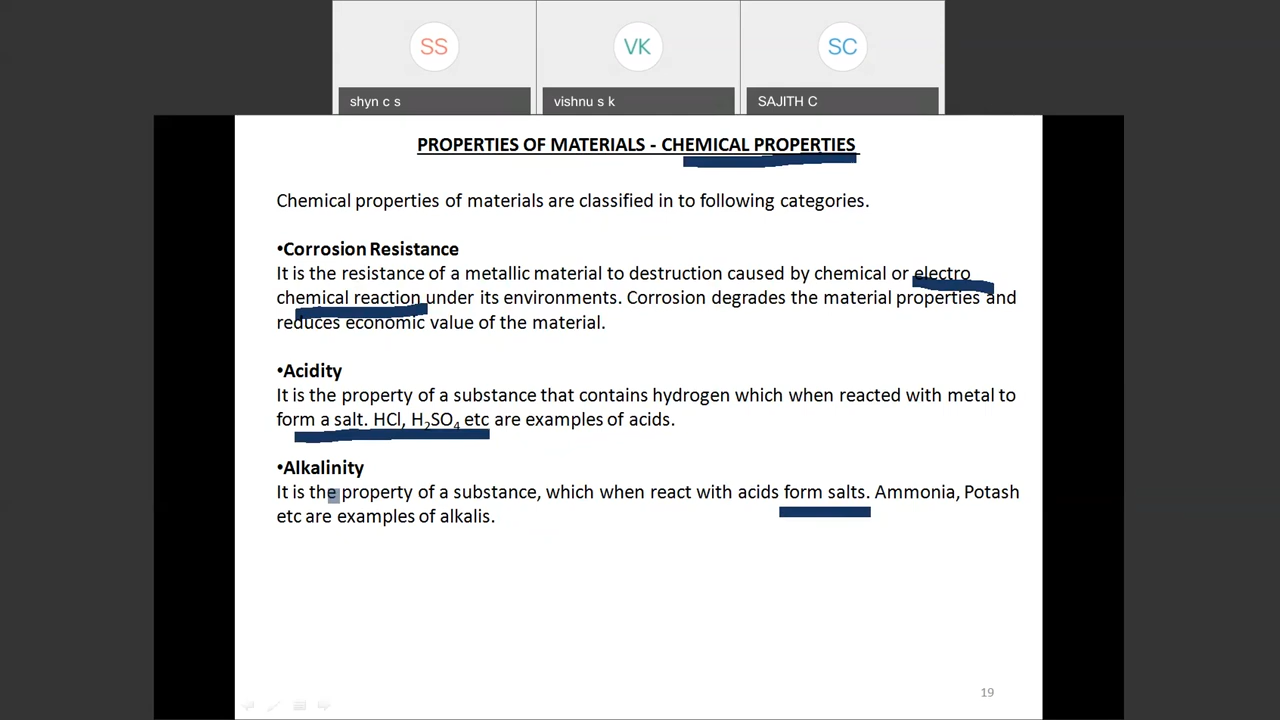 SS
VK
SC
shyn c s
vishnu s k
SAJITH C
PROPERTIES OF MATERIALS - CHEMICAL PROPERTIES
Chemical properties of materials are classified in to following categories.
•Corrosion Resistance
It is the resistance of a metallic material to destruction caused by chemical or electro
chemical reaction under its environments. Corrosion degrades the material properties and
reduces economic value of the material.
•Acidity
It is the property of a substance that contains hydrogen which when reacted with metal to
form a salt. HCl, H₂SO₄ etc are examples of acids.
•Alkalinity
It is the property of a substance, which when react with acids form salts. Ammonia, Potash
etc are examples of alkalis.
19